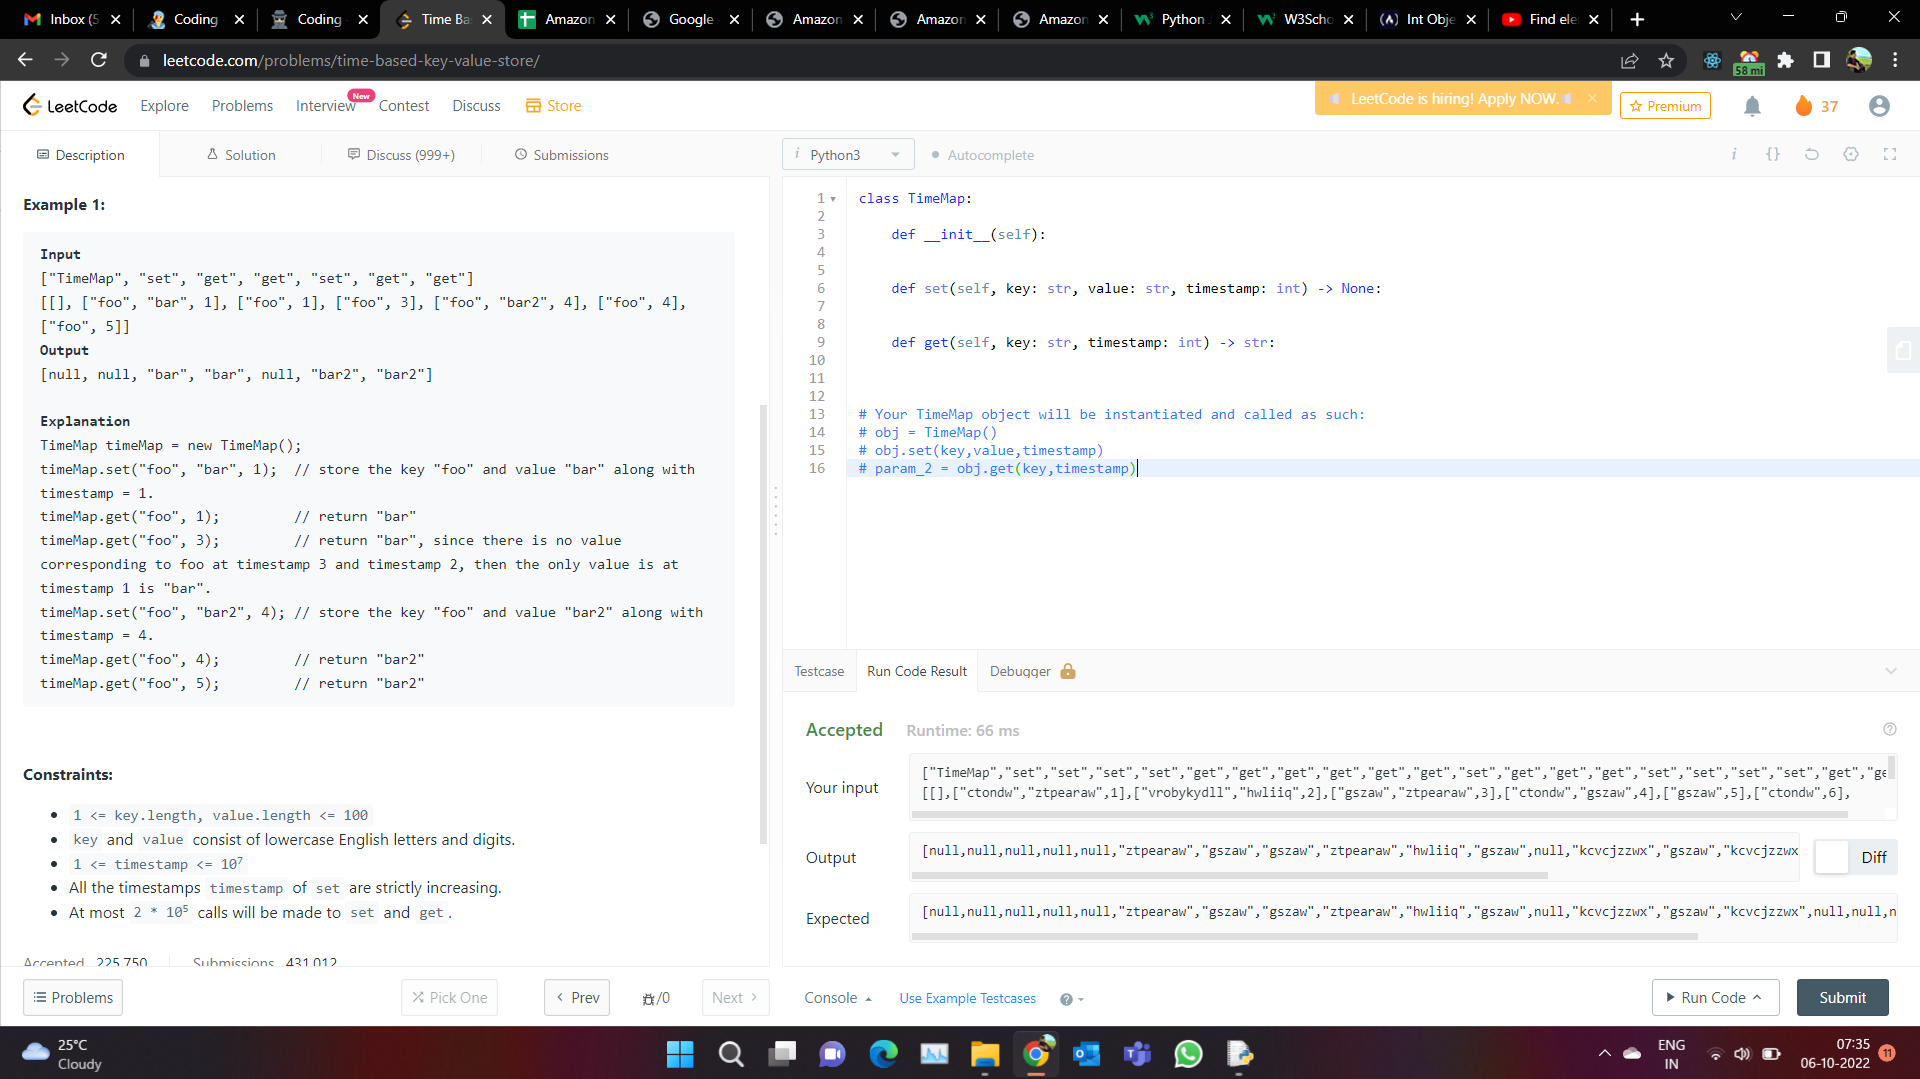 Inbox (5
Coding
Coding
Time Ba
Amazon
Google
Amazon
Amazon
Amazon
Python
W3Scho
Int Obje
Find ele
leetcode.com/problems/time-based-key-value-store/
58 mi
LeetCode
Explore
Problems
Interview
New
Contest
Discuss
Store
LeetCode is hiring! Apply NOW.
Premium
37
Description
Solution
Discuss (999+)
Submissions
Python3
Autocomplete
Example 1:
Input
["TimeMap", "set", "get", "get", "set", "get", "get"]
[[], ["foo", "bar", 1], ["foo", 1], ["foo", 3], ["foo", "bar2", 4], ["foo", 4],
["foo", 5]]
Output
[null, null, "bar", "bar", null, "bar2", "bar2"]
Explanation
TimeMap timeMap = new TimeMap();
timeMap.set("foo", "bar", 1);  // store the key "foo" and value "bar" along with
timestamp = 1.
timeMap.get("foo", 1);         // return "bar"
timeMap.get("foo", 3);         // return "bar", since there is no value
corresponding to foo at timestamp 3 and timestamp 2, then the only value is at
timestamp 1 is "bar".
timeMap.set("foo", "bar2", 4); // store the key "foo" and value "bar2" along with
timestamp = 4.
timeMap.get("foo", 4);         // return "bar2"
timeMap.get("foo", 5);         // return "bar2"
Constraints:
1 <= key.length, value.length <= 100
key and value consist of lowercase English letters and digits.
1 <= timestamp <= 10⁷
All the timestamps timestamp of set are strictly increasing.
At most 2 * 10⁵ calls will be made to set and get.
Accepted 225,750
Submissions 431,012
Problems
Pick One
Prev
/0
Next
1 class TimeMap:
2
3     def __init__(self):
4
5
6     def set(self, key: str, value: str, timestamp: int) -> None:
7
8
9     def get(self, key: str, timestamp: int) -> str:
10
11
12
13 # Your TimeMap object will be instantiated and called as such:
14 # obj = TimeMap()
15 # obj.set(key,value,timestamp)
16 # param_2 = obj.get(key,timestamp)
Testcase
Run Code Result
Debugger
Accepted
Runtime: 66 ms
Your input
["TimeMap","set","set","set","set","get","get","get","get","get","get","set","get","get","get","set","set","set","set","get","ge
[[],["ctondw","ztpearaw",1],["vrobykydll","hwliiq",2],["gszaw","ztpearaw",3],["ctondw","gszaw",4],["gszaw",5],["ctondw",6],
Output
[null,null,null,null,null,"ztpearaw","gszaw","gszaw","ztpearaw","hwliiq","gszaw",null,"kcvcjzzwx","gszaw","kcvcjzzwx
Diff
Expected
[null,null,null,null,null,"ztpearaw","gszaw","gszaw","ztpearaw","hwliiq","gszaw",null,"kcvcjzzwx","gszaw","kcvcjzzwx",null,null,n
Console
Use Example Testcases
Run Code
Submit
25°C
Cloudy
ENG
IN
07:35
06-10-2022
11